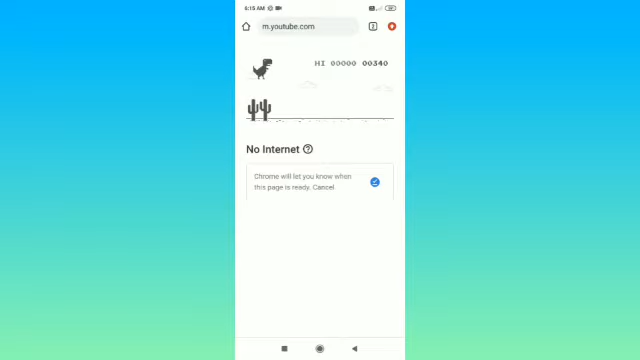 6:15 AM
m.youtube.com
2
HI 00000 00340
No Internet
Chrome will let you know when
this page is ready. Cancel